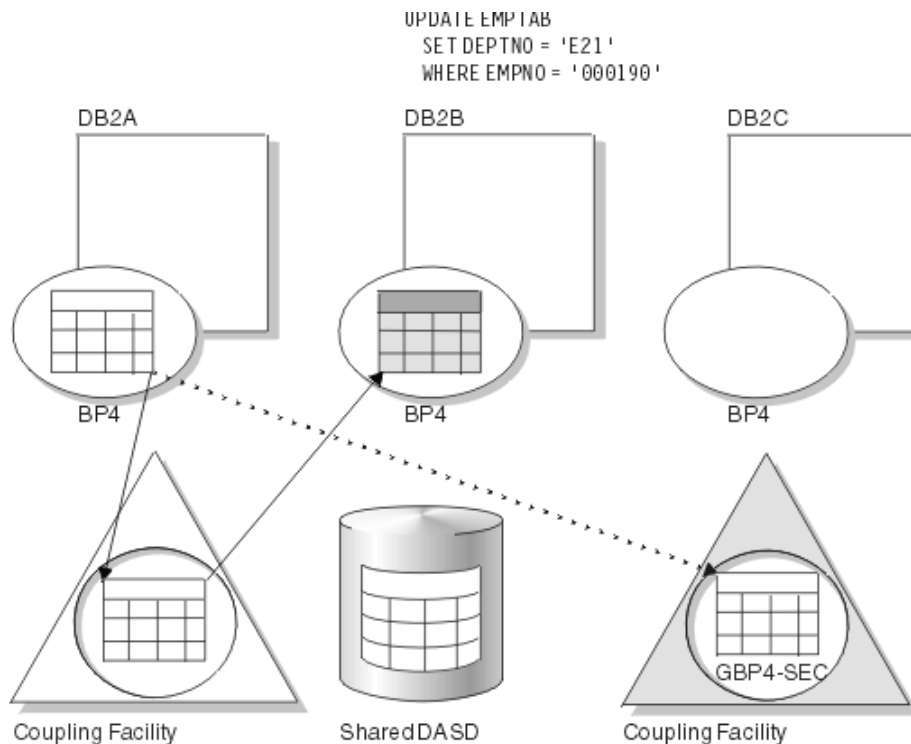 UPDATE EMPTAB
SET DEPTNO = 'E21'
WHERE EMPNO = '000190'
DB2A
DB2B
DB2C
BP4
BP4
BP4
GBP4-SEC
Coupling Facility
Shared DASD
Coupling Facility